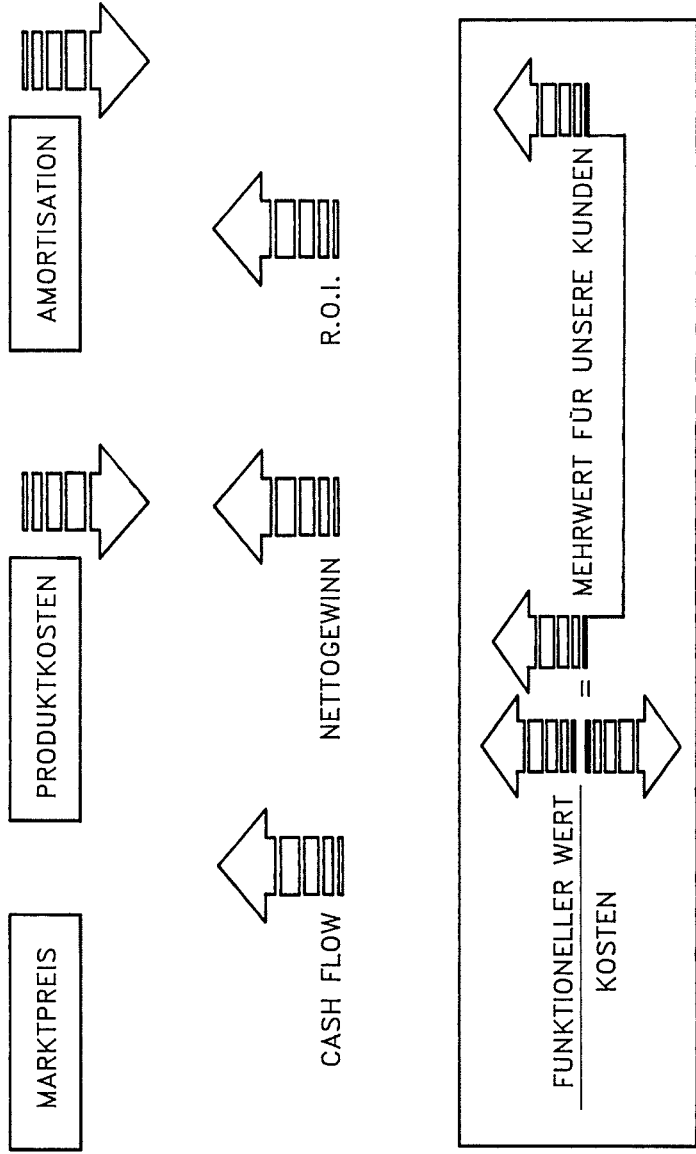 MARKTPREIS
PRODUKTKOSTEN
AMORTISATION
CASH FLOW
NETTOGEWINN
R.O.I.
FUNKTIONELLER WERT
KOSTEN
=
MEHRWERT FÜR UNSERE KUNDEN